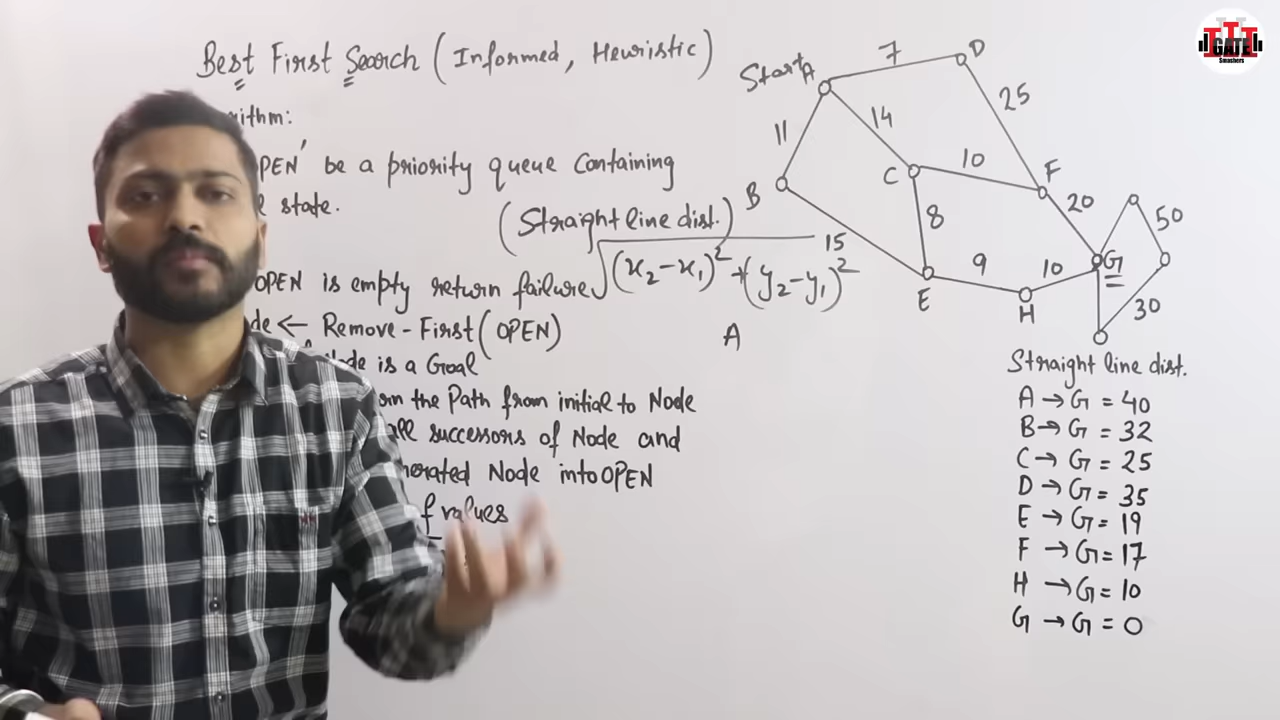 Best First Search (Informed, Heuristic)
rithm:
OPEN' be a priority queue Containing
state.
(Straight line dist.)
√(x₂-x₁)² + (y₂-y₁)²
OPEN is empty return failure
de ← Remove-First (OPEN)
Node is a Goal
the Path from initial to Node
all successors of Node and
nerated Node into OPEN
f values
A
Start A
7
D
11
14
25
B
C
10
F
8
20
50
15
9
10
G
E
H
30
Straight line dist.
A → G = 40
B → G = 32
C → G = 25
D → G = 35
E → G = 19
F → G = 17
H → G = 10
G → G = 0
GATE
Smashers